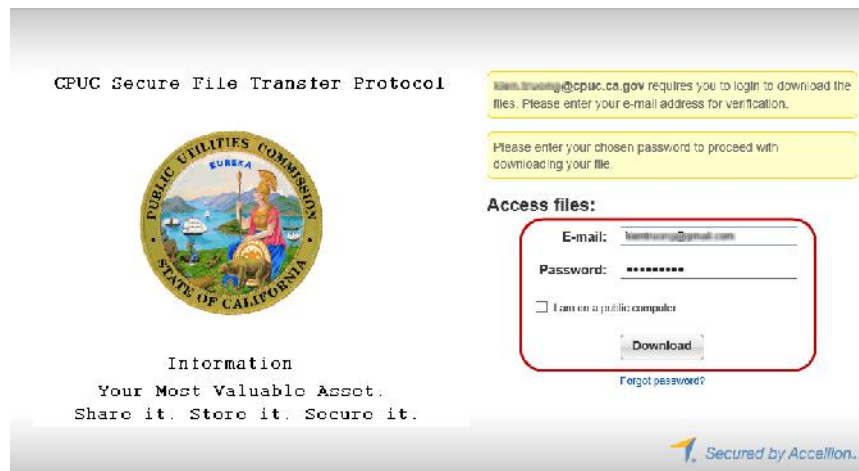 CPUC Secure File Transfer Protocol
PUBLIC UTILITIES COMMISSION
EUREKA
STATE OF CALIFORNIA
Information
Your Most Valuable Asset.
Share it. Store it. Secure it.
@cpuc.ca.gov requires you to login to download the
files. Please enter your e-mail address for verification.
Please enter your chosen password to proceed with
downloading your file.
Access files:
E-mail:
Password: •••••••••
I am on a public computer
Download
Forgot password?
Secured by Accellion